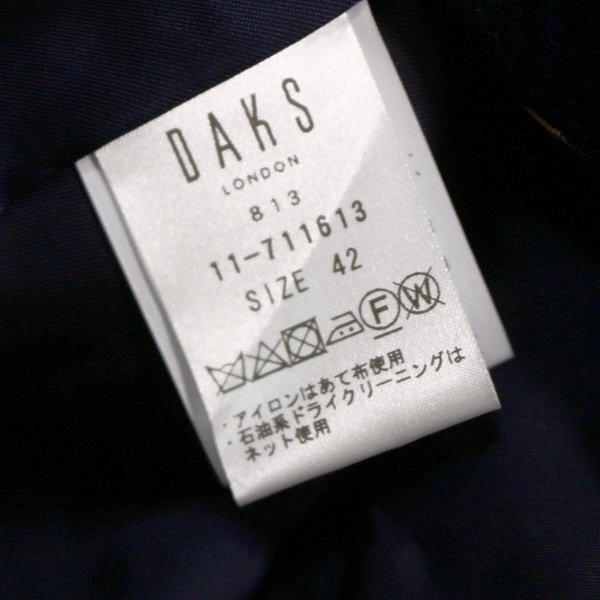 DAKS
LONDON
813
11-711613
SIZE 42
F W
・アイロンはあて布使用
・石油系ドライクリーニングは
ネット使用